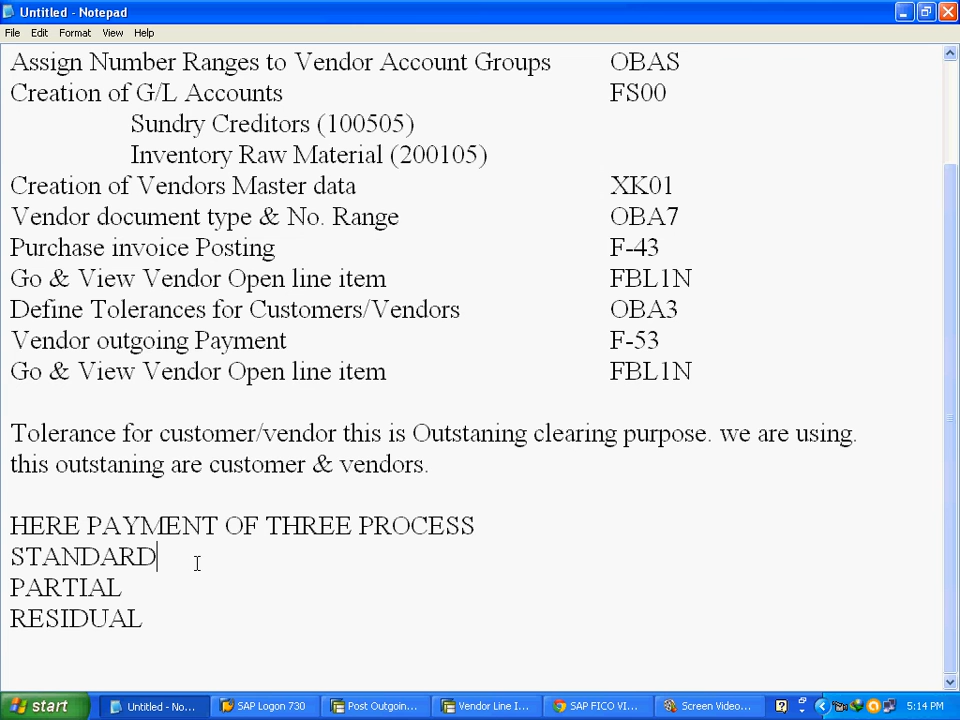 Untitled - Notepad
File Edit Format View Help
Assign Number Ranges to Vendor Account Groups OBAS
Creation of G/L Accounts FS00
Sundry Creditors (100505)
Inventory Raw Material (200105)
Creation of Vendors Master data XK01
Vendor document type & No. Range OBA7
Purchase invoice Posting F-43
Go & View Vendor Open line item FBL1N
Define Tolerances for Customers/Vendors OBA3
Vendor outgoing Payment F-53
Go & View Vendor Open line item FBL1N
Tolerance for customer/vendor this is Outstaning clearing purpose. we are using.
this outstaning are customer & vendors.
HERE PAYMENT OF THREE PROCESS
STANDARD
PARTIAL
RESIDUAL
start Untitled - No... SAP Logon 730 Post Outgoin... Vendor Line I... SAP FICO VI... Screen Video... 5:14 PM